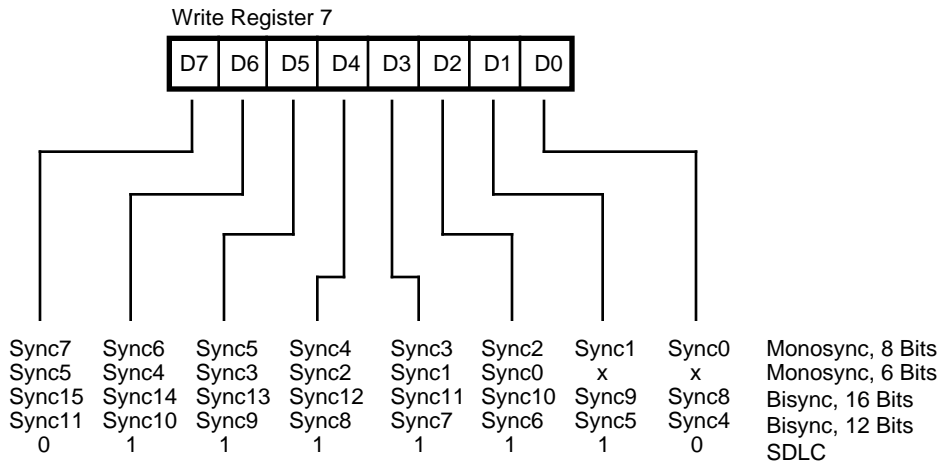 Write Register 7
D7 D6 D5 D4 D3 D2 D1 D0
Sync7 Sync6 Sync5 Sync4 Sync3 Sync2 Sync1 Sync0 Monosync, 8 Bits
Sync5 Sync4 Sync3 Sync2 Sync1 Sync0 x x Monosync, 6 Bits
Sync15 Sync14 Sync13 Sync12 Sync11 Sync10 Sync9 Sync8 Bisync, 16 Bits
Sync11 Sync10 Sync9 Sync8 Sync7 Sync6 Sync5 Sync4 Bisync, 12 Bits
0 1 1 1 1 1 1 0 SDLC